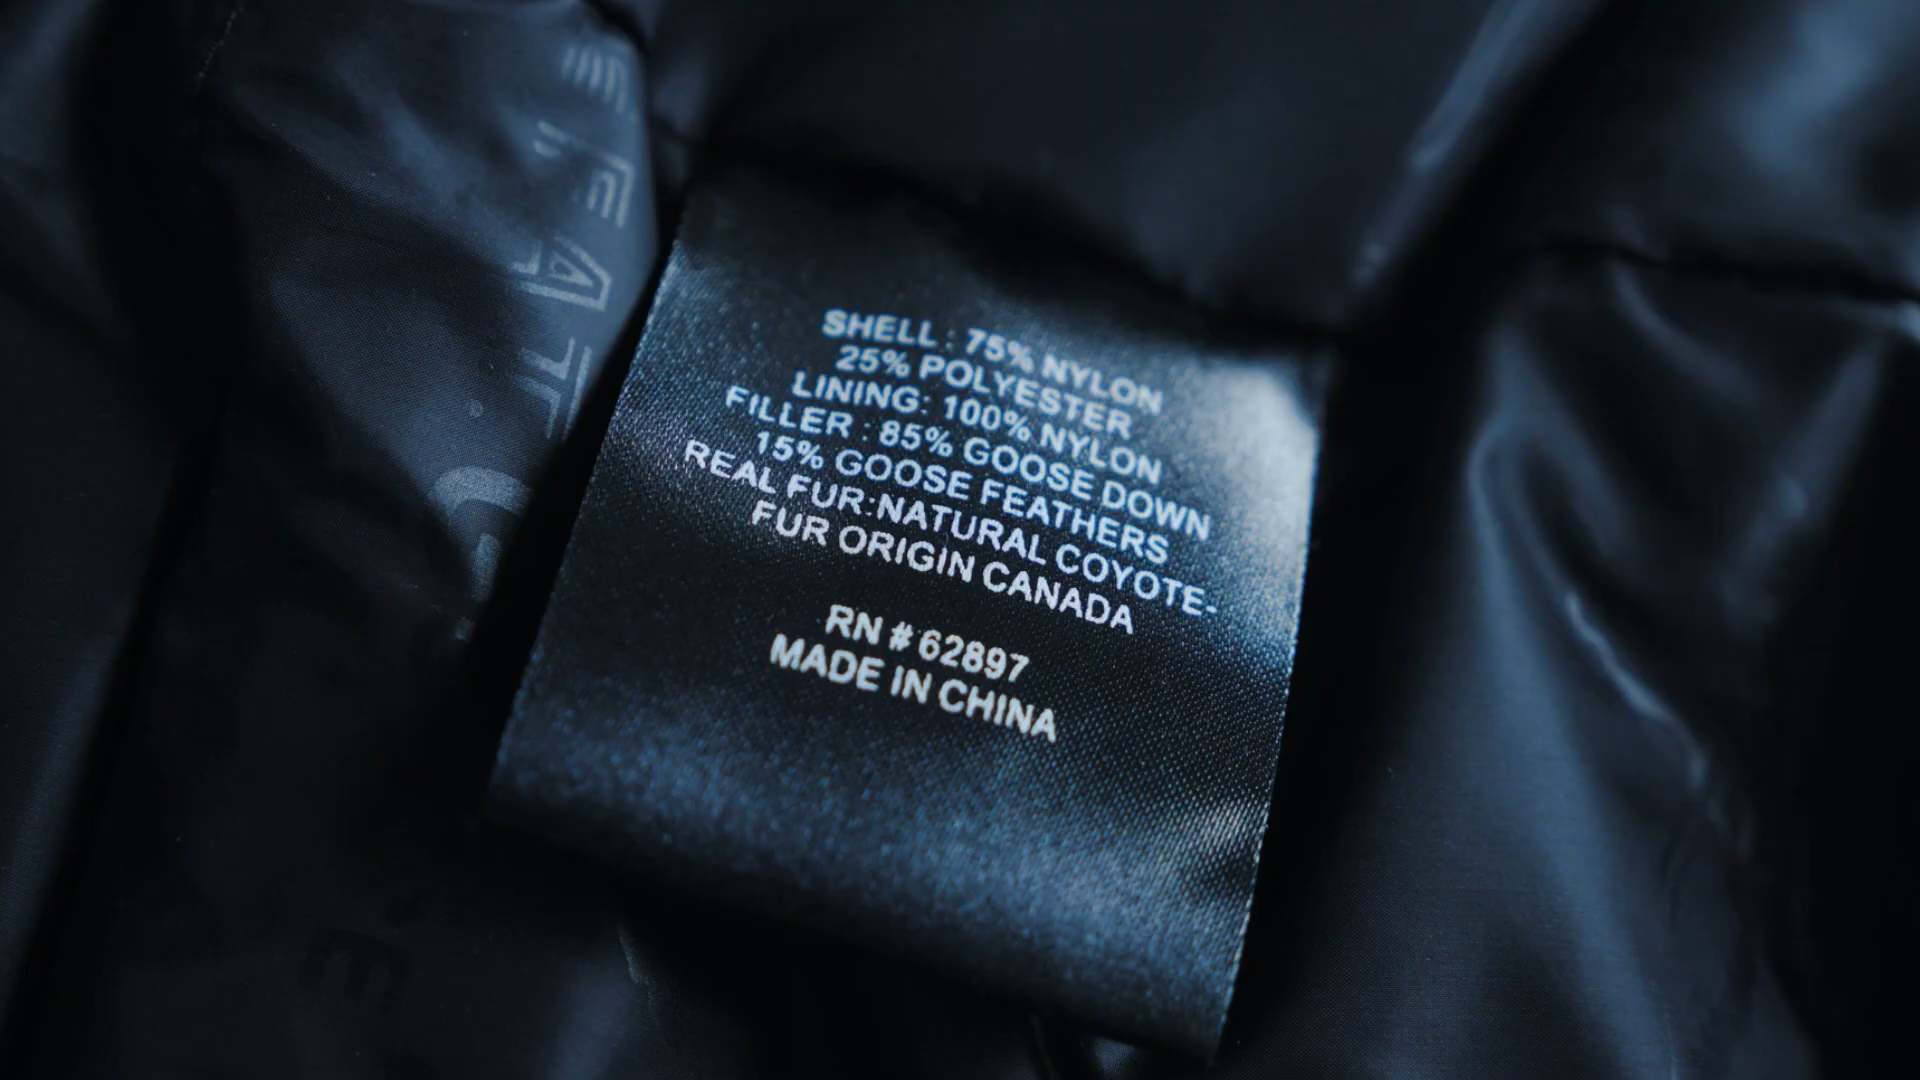 SHELL : 75% NYLON
25% POLYESTER
LINING: 100% NYLON
FILLER : 85% GOOSE DOWN
15% GOOSE FEATHERS
REAL FUR:NATURAL COYOTE-
FUR ORIGIN CANADA
RN # 62897
MADE IN CHINA